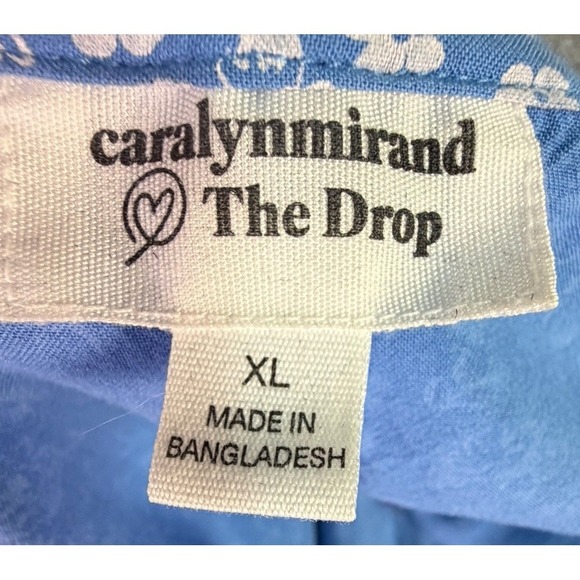 caralynmirand
The Drop
XL
MADE IN
BANGLADESH